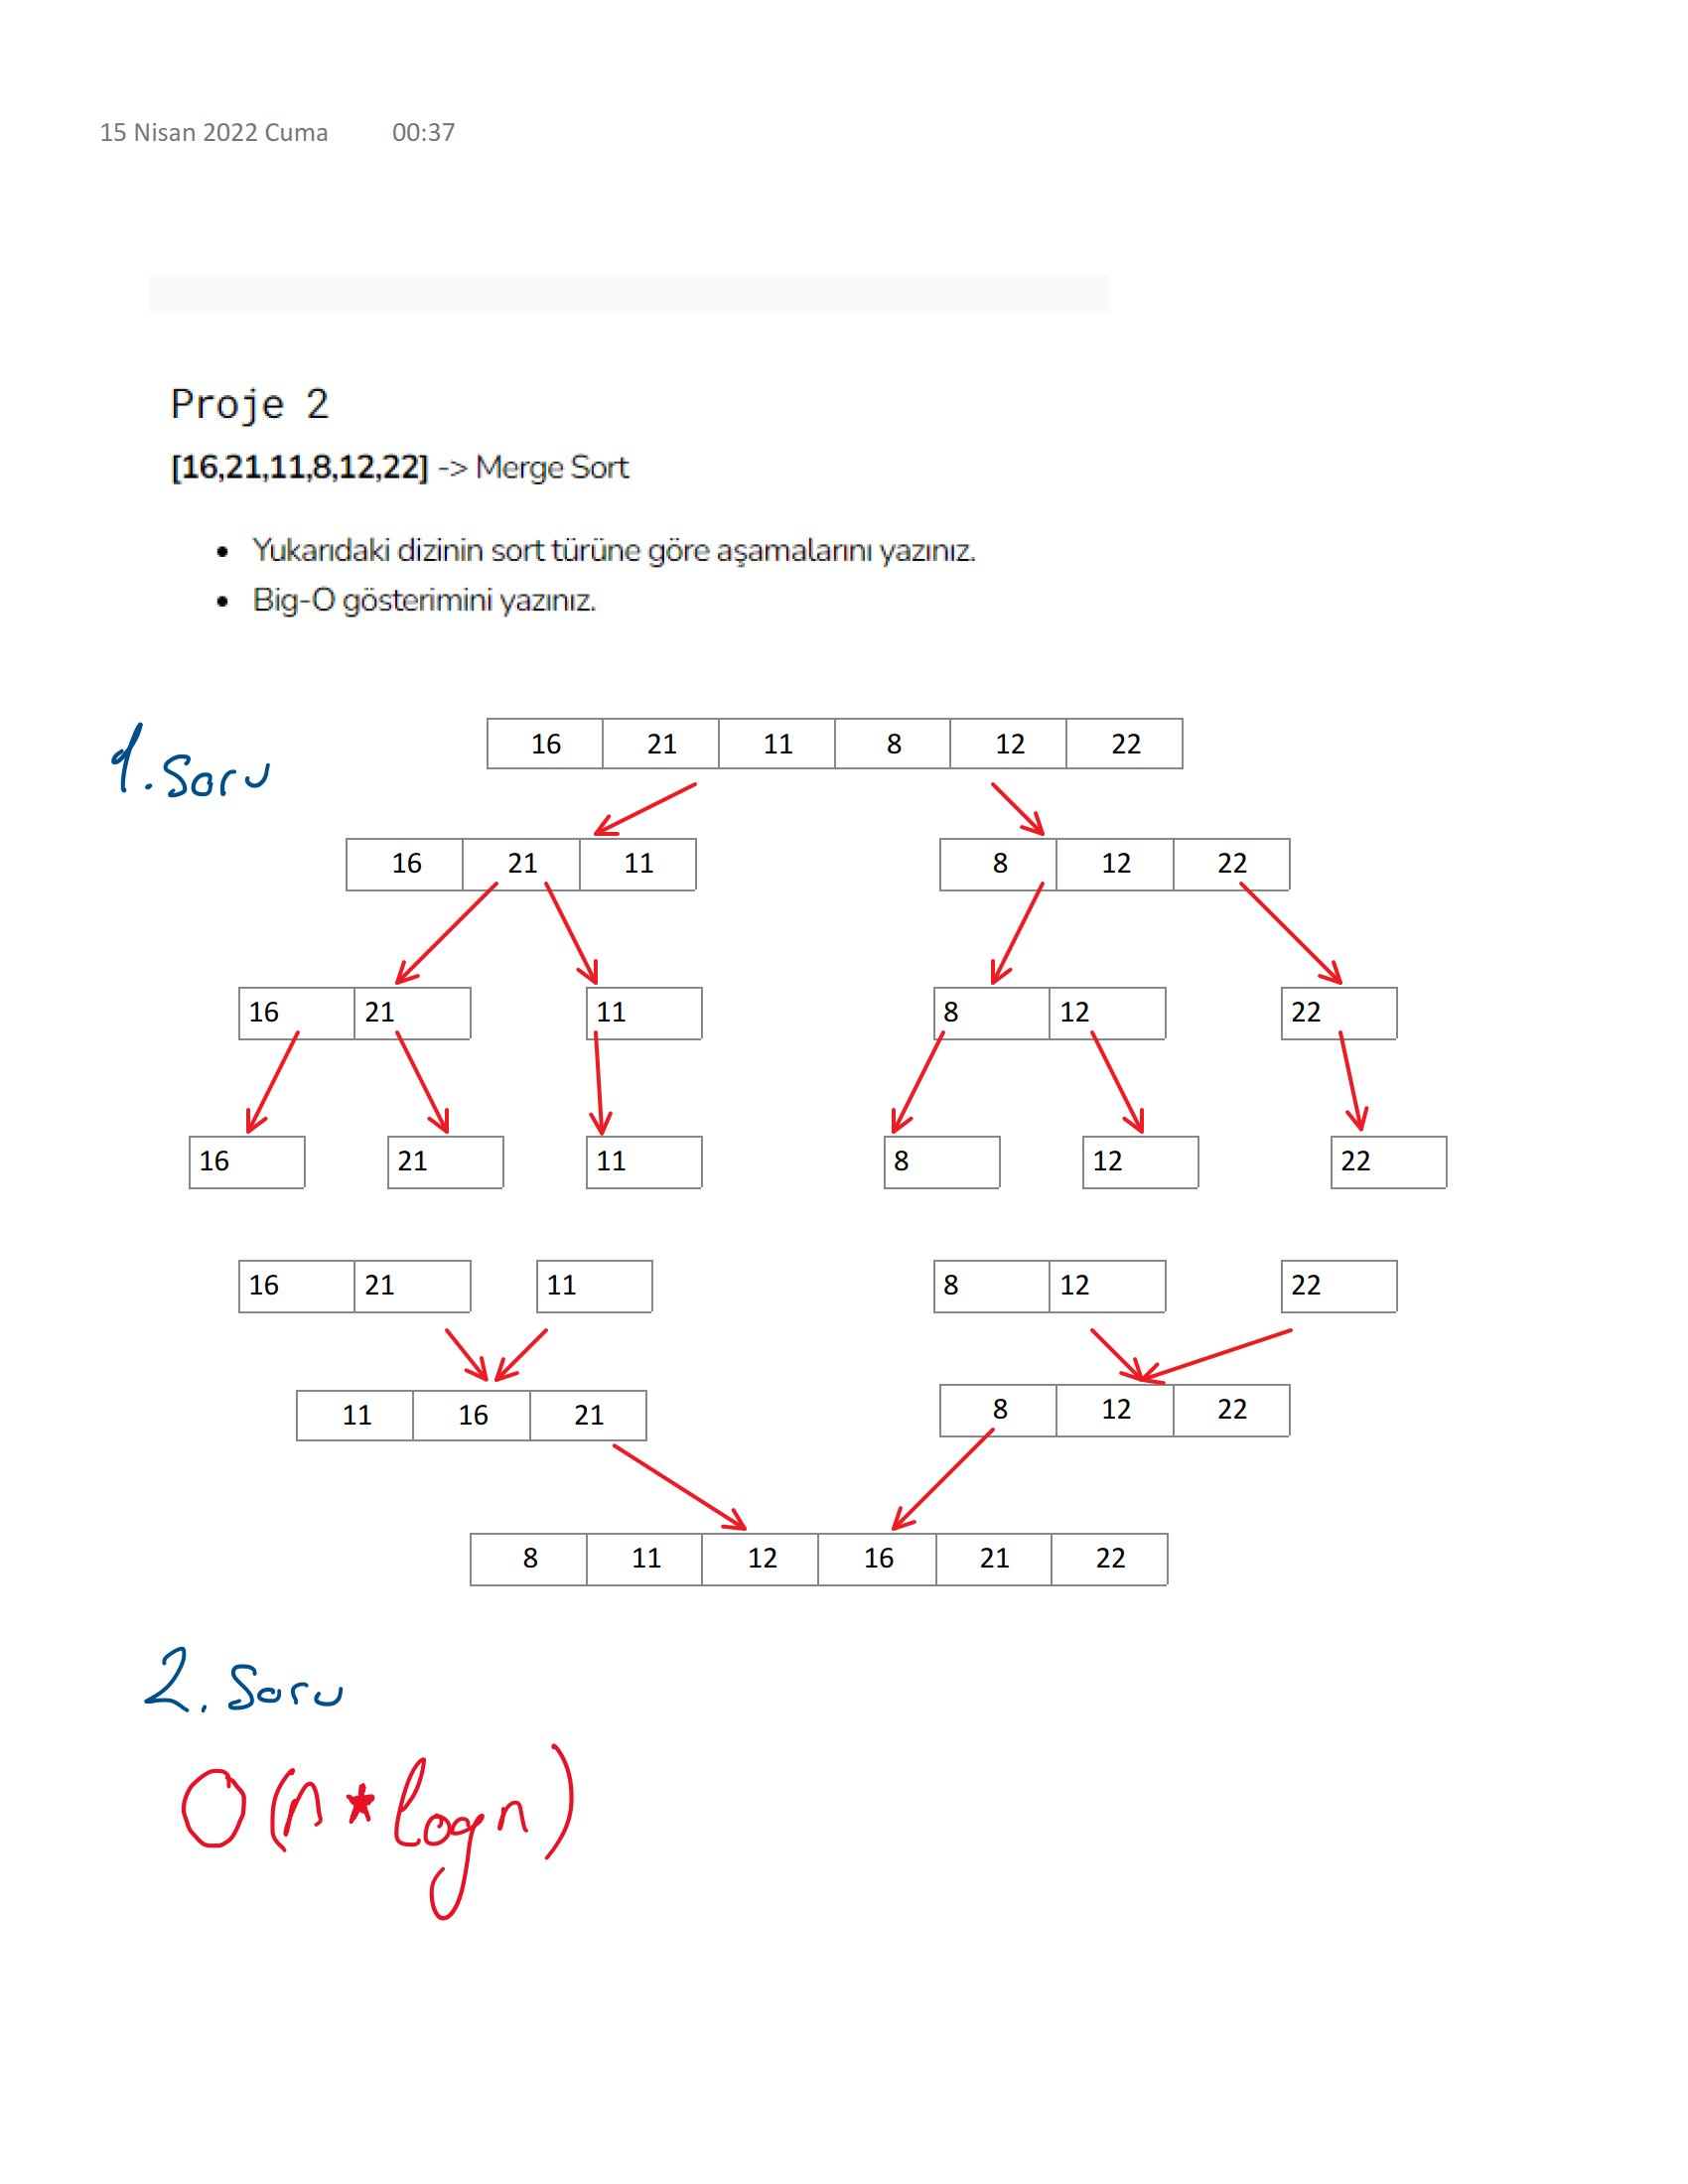 15 Nisan 2022 Cuma 00:37
Proje 2
[16,21,11,8,12,22] -> Merge Sort
• Yukarıdaki dizinin sort türüne göre aşamalarını yazınız.
• Big-O gösterimini yazınız.
1. Soru
16 21 11 8 12 22
16 21 11 8 12 22
16 21 11 8 12 22
16 21 11 8 12 22
16 21 11 8 12 22
11 16 21 8 12 22
8 11 12 16 21 22
2. Soru
O(n * logn)